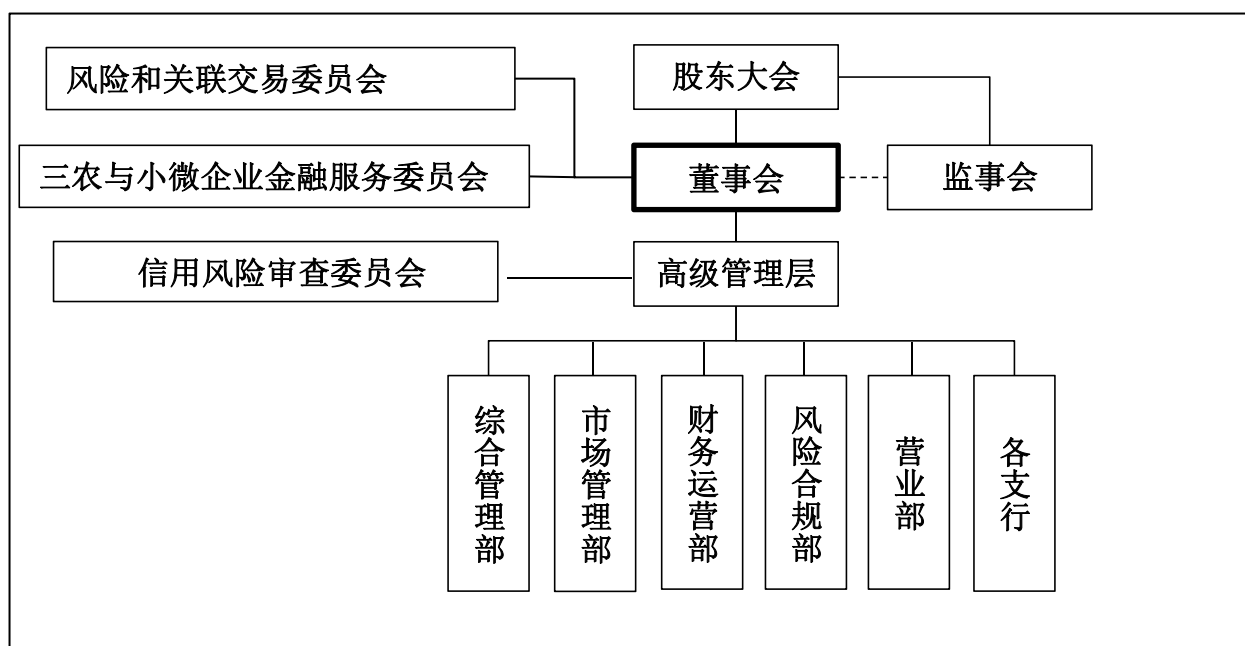 风险和关联交易委员会
股东大会
三农与小微企业金融服务委员会
董事会
监事会
信用风险审查委员会
高级管理层
综合管理部
市场管理部
财务运营部
风险合规部
营业部
各支行